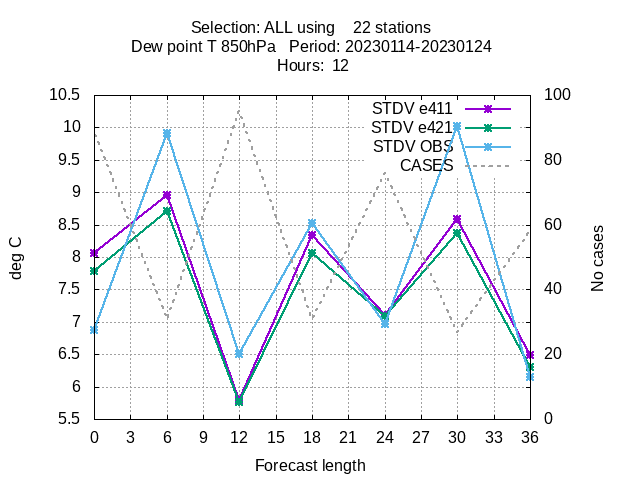 Selection: ALL using    22 stations
Dew point T 850hPa   Period: 20230114-20230124
Hours:  12
STDV e411
STDV e421
STDV OBS
CASES
10.5
10
9.5
9
8.5
8
7.5
7
6.5
6
5.5
100
80
60
40
20
0
deg C
No cases
0 3 6 9 12 15 18 21 24 27 30 33 36
Forecast length